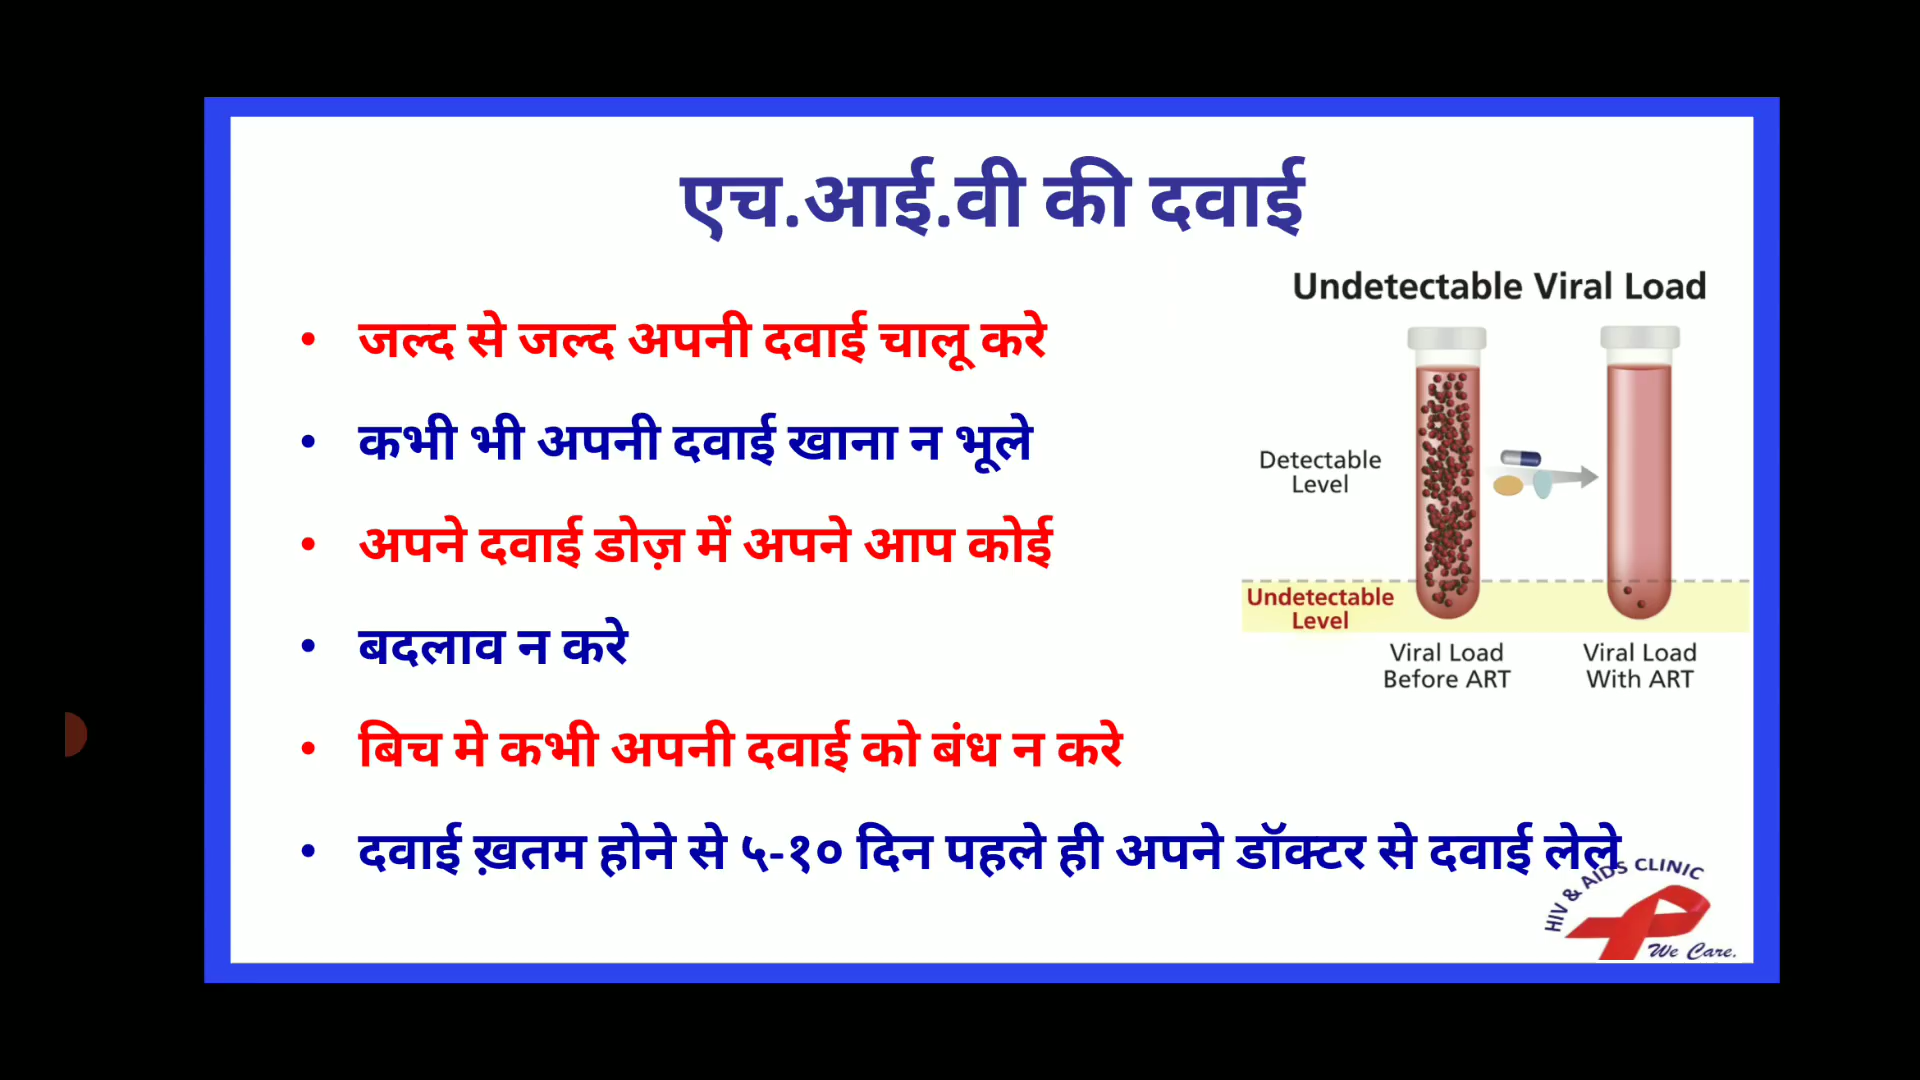 एच.आई.वी की दवाई
जल्द से जल्द अपनी दवाई चालू करे
कभी भी अपनी दवाई खाना न भूले
अपने दवाई डोज़ में अपने आप कोई
बदलाव न करे
बिच मे कभी अपनी दवाई को बंध न करे
दवाई ख़तम होने से ५-१० दिन पहले ही अपने डॉक्टर से दवाई लेले
Undetectable Viral Load
Detectable
Level
Undetectable
Level
Viral Load
Before ART
Viral Load
With ART
HIV & AIDS CLINIC
We Care.